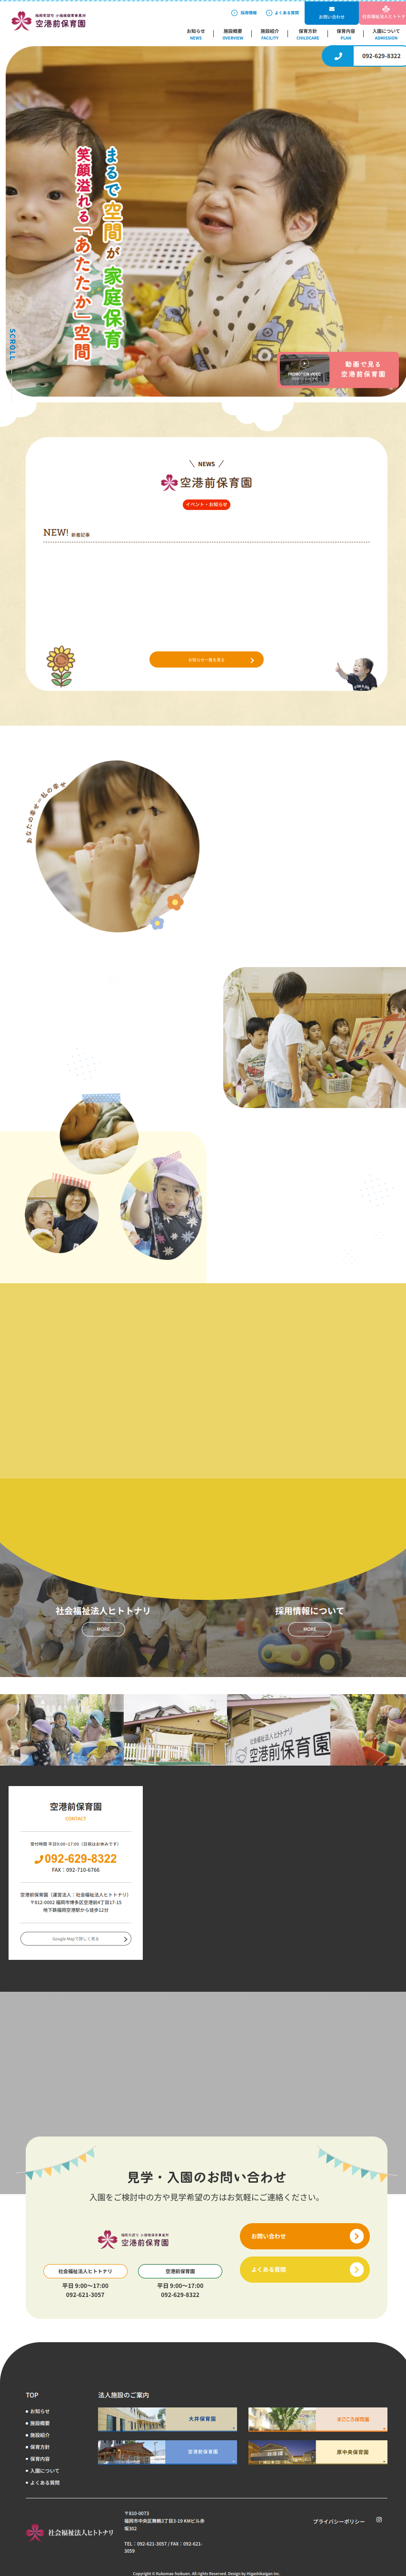 採用情報
よくある質問
お問い合わせ
社会福祉法人ヒトトナ
福岡市認可 小規模保育事業所
空港前保育園
お知らせ
NEWS
施設概要
OVERVIEW
施設紹介
FACILITY
保育方針
CHILDCARE
保育内容
PLAN
入園について
ADMISSION
092-629-8322
まるで空間が家庭保育
笑顔溢れる「あたたか」空間
SCROLL
PROMOTION VIDEO
動画で見る
空港前保育園
NEWS
空港前保育園
イベント・お知らせ
NEW! 新着記事
お知らせ一覧を見る
あなたの幸せ=私の幸せ
社会福祉法人ヒトトナリ
MORE
採用情報について
MORE
社会福祉法人ヒトトナリ
空港前保育園
空港前保育園
CONTACT
受付時間 平日9:00~17:00(日祝はお休みです)
092-629-8322
FAX:092-710-6766
空港前保育園(運営法人:社会福祉法人ヒトトナリ)
〒812-0002 福岡市博多区空港前4丁目17-15
地下鉄福岡空港駅から徒歩12分
Google Mapで詳しく見る
見学・入園のお問い合わせ
入園をご検討中の方や見学希望の方はお気軽にご連絡ください。
福岡市認可 小規模保育事業所
空港前保育園
社会福祉法人ヒトトナリ
平日 9:00〜17:00
092-621-3057
空港前保育園
平日 9:00〜17:00
092-629-8322
お問い合わせ
よくある質問
TOP
お知らせ
施設概要
施設紹介
保育方針
保育内容
入園について
よくある質問
法人施設のご案内
大井保育園
まごころ保育園
空港前保育園
原中央保育園
社会福祉法人ヒトトナリ
〒810-0073
福岡市中央区舞鶴3丁目3-19 KMビル赤
坂302
TEL:092-621-3057 / FAX:092-621-
3059
プライバシーポリシー
Copyright © Kukomae hoikuen. All rights Reserved. Design by Higashikaigan Inc.